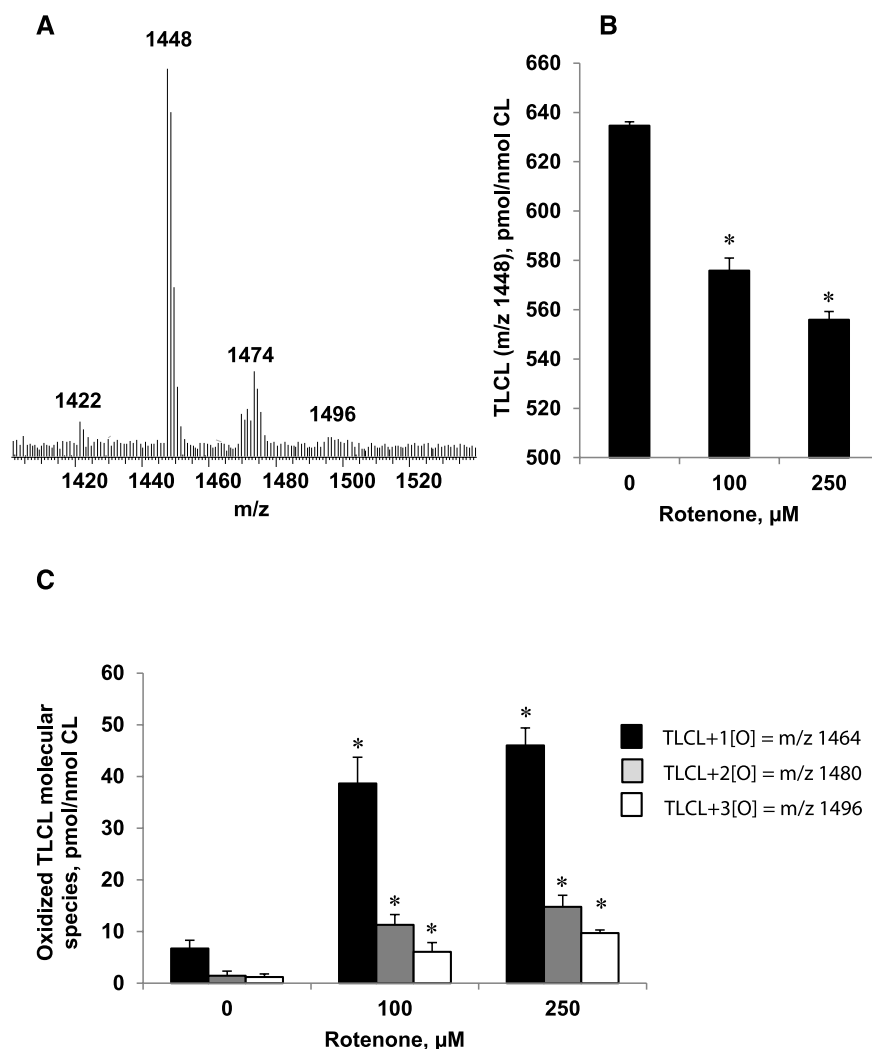 A
1448
1474
1422
1496
1420 1440 1460 1480 1500 1520
m/z
B
TLCL (m/z 1448), pmol/nmol CL
660
640
620
600
580
560
540
520
500
*
*
0 100 250
Rotenone, µM
C
Oxidized TLCL molecular
species, pmol/nmol CL
60
50
40
30
20
10
0
*
*
*
*
*
*
0 100 250
Rotenone, µM
TLCL+1[O] = m/z 1464
TLCL+2[O] = m/z 1480
TLCL+3[O] = m/z 1496